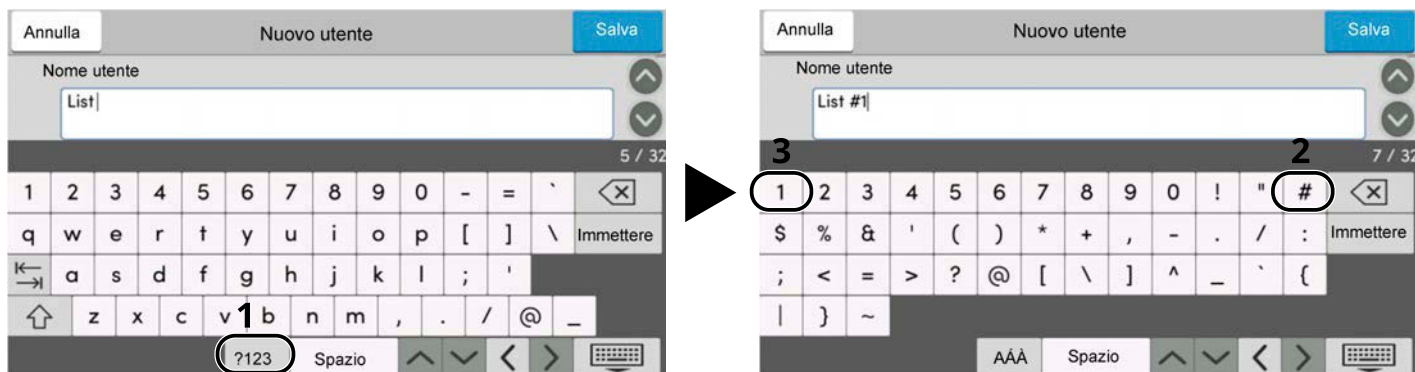 Annulla Nuovo utente Salva
Nome utente
List
5 / 32
1 2 3 4 5 6 7 8 9 0 - = `
q w e r t y u i o p [ ] \ Immettere
a s d f g h j k l ; '
z x c v b n m , . / @ _
1
?123 Spazio
Annulla Nuovo utente Salva
Nome utente
List #1
3 2 7 / 32
1 2 3 4 5 6 7 8 9 0 ! " #
$ % & ' ( ) * + , - . / : Immettere
; < = > ? @ [ \ ] ^ _ ` {
| } ~
AÁÀ Spazio